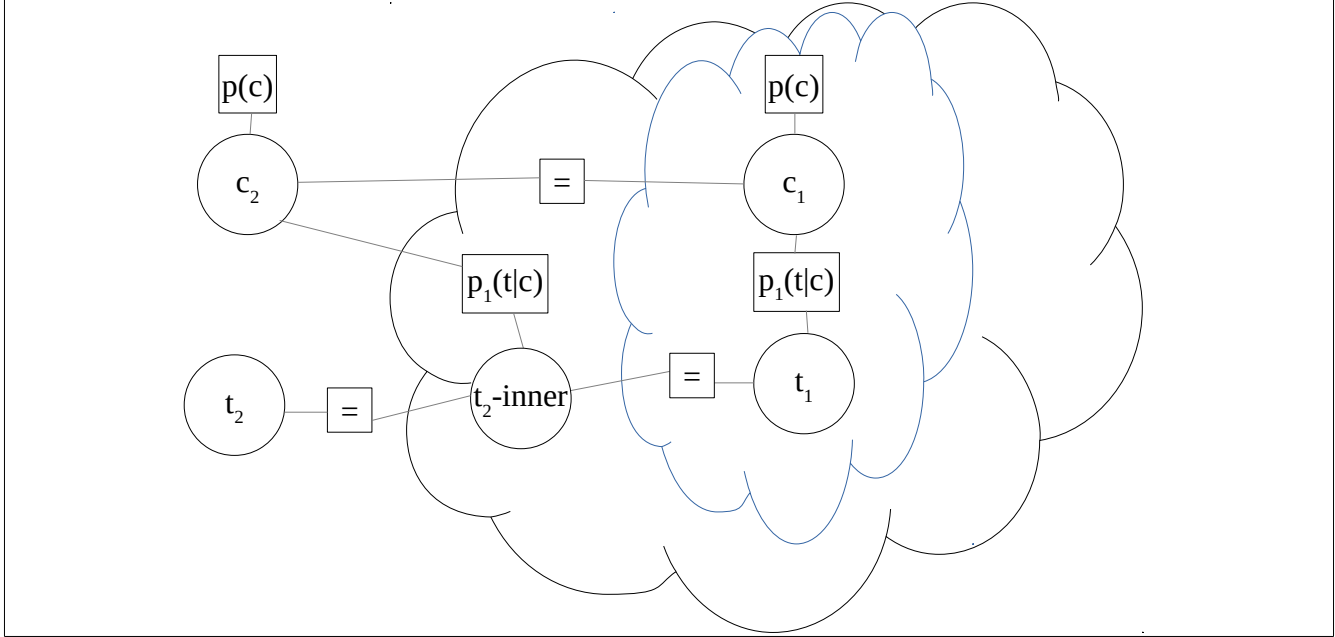 p(c)
p(c)
c₂
=
c₁
p₁(t|c)
p₁(t|c)
t₂
=
t₂-inner
=
t₁